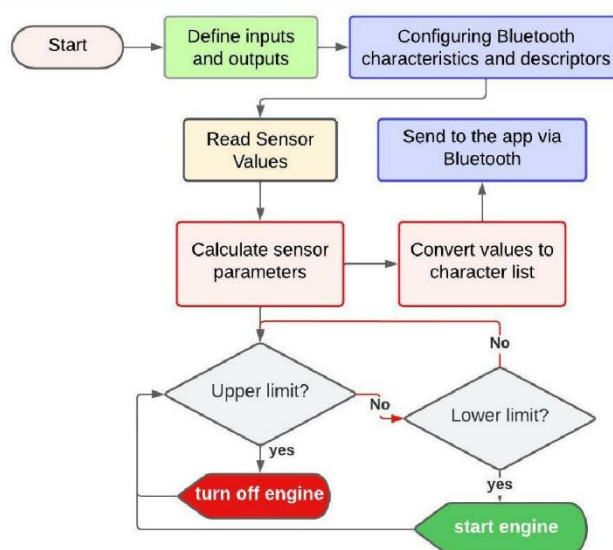 Start
Define inputs
and outputs
Configuring Bluetooth
characteristics and descriptors
Read Sensor
Values
Send to the app via
Bluetooth
Calculate sensor
parameters
Convert values to
character list
No
Upper limit?
No
Lower limit?
yes
turn off engine
yes
start engine